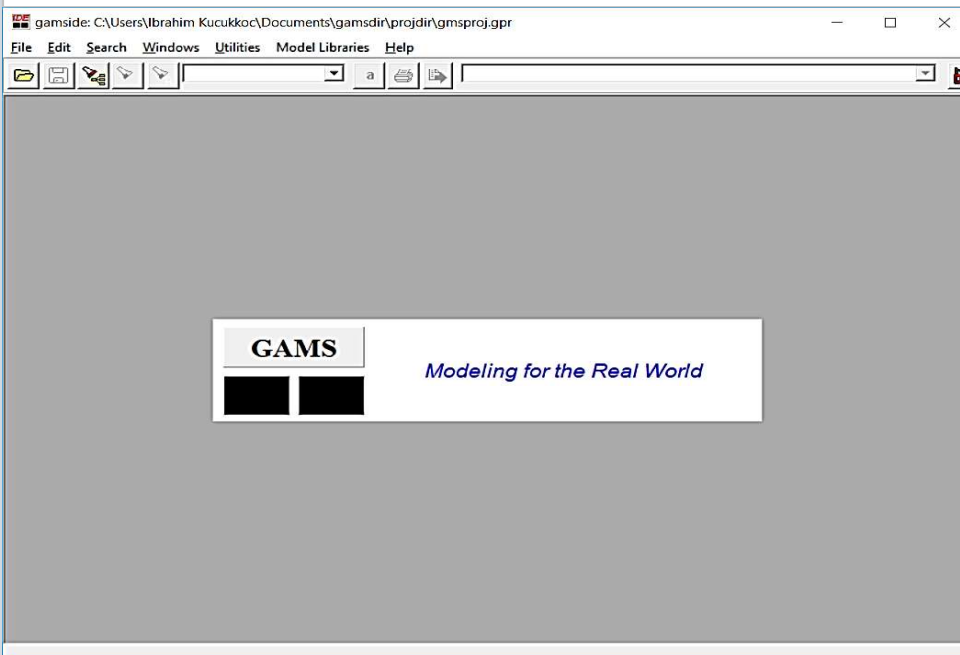 IDE gamside: C:\Users\Ibrahim Kucukkoc\Documents\gamsdir\projdir\gmsproj.gpr
File Edit Search Windows Utilities Model Libraries Help
a
GAMS
Modeling for the Real World